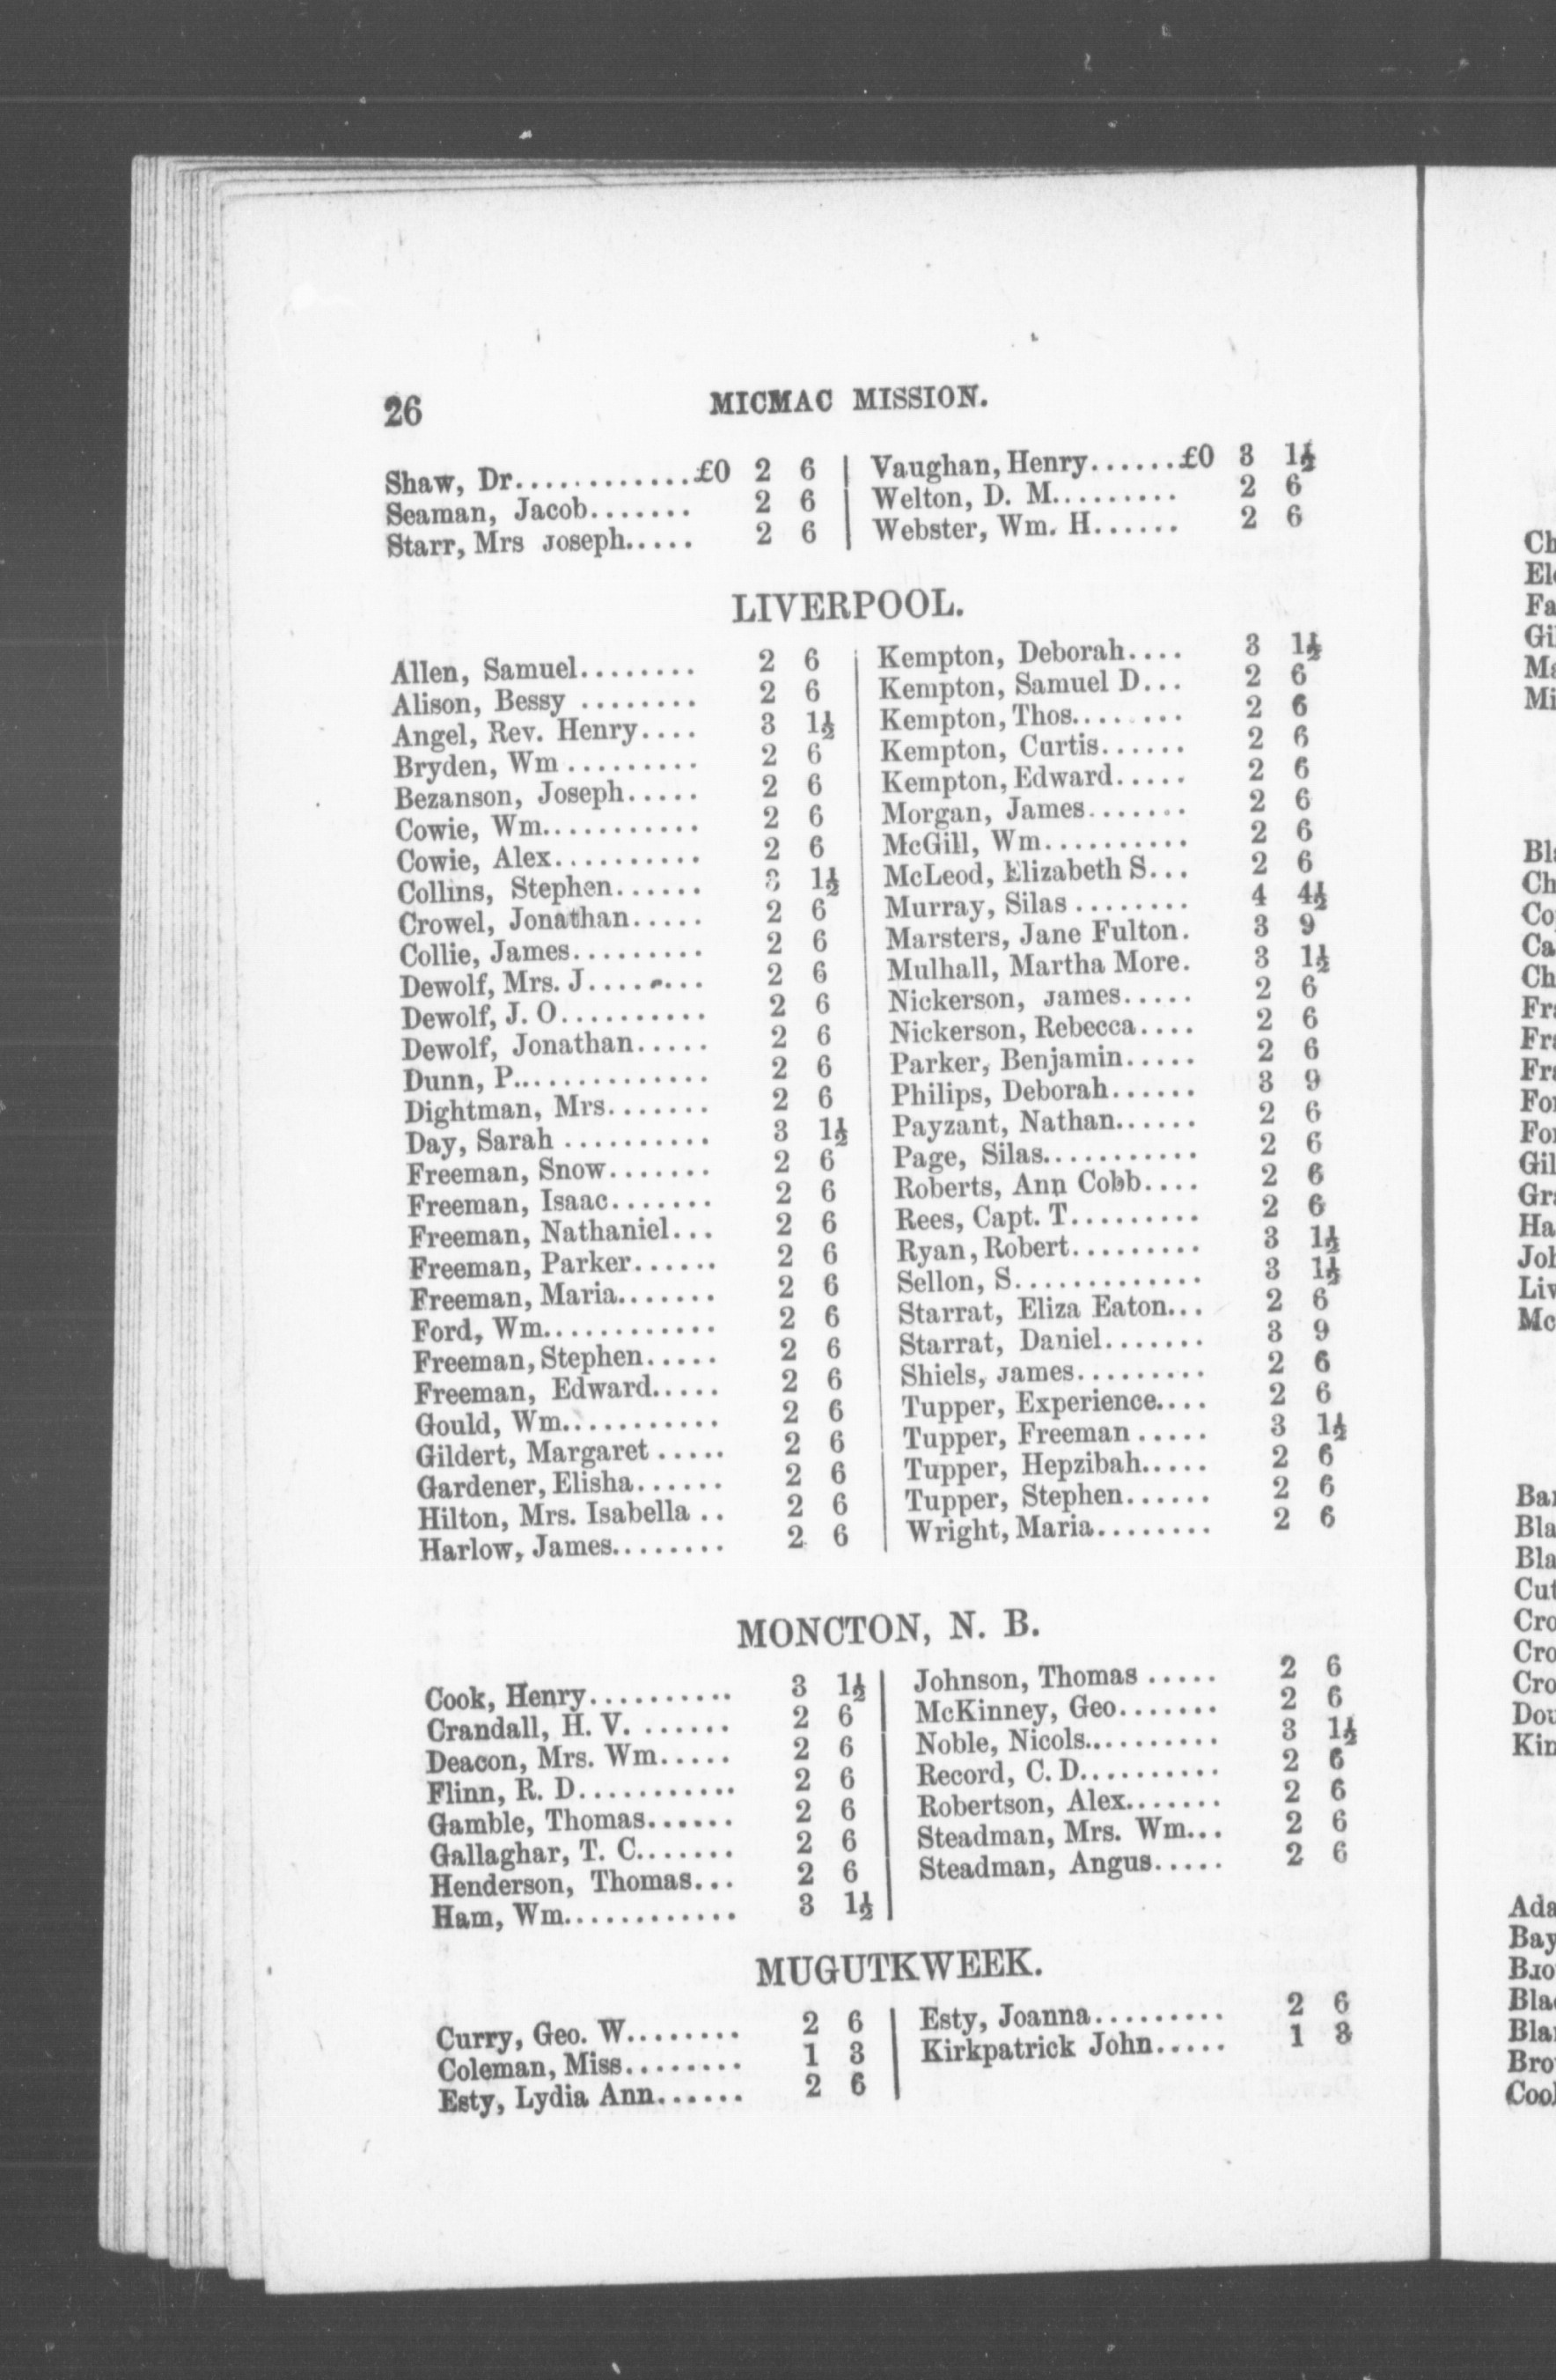 26 MICMAC MISSION.
Shaw, Dr............£0 2 6
Seaman, Jacob....... 2 6
Starr, Mrs Joseph..... 2 6
Vaughan, Henry......£0 3 1½
Welton, D. M......... 2 6
Webster, Wm. H...... 2 6
LIVERPOOL.
Allen, Samuel........ 2 6
Alison, Bessy ........ 2 6
Angel, Rev. Henry.... 3 1½
Bryden, Wm ......... 2 6
Bezanson, Joseph..... 2 6
Cowie, Wm........... 2 6
Cowie, Alex.......... 2 6
Collins, Stephen...... 3 1½
Crowel, Jonathan..... 2 6
Collie, James......... 2 6
Dewolf, Mrs. J........ 2 6
Dewolf, J. O.......... 2 6
Dewolf, Jonathan..... 2 6
Dunn, P.............. 2 6
Dightman, Mrs....... 2 6
Day, Sarah .......... 3 1½
Freeman, Snow....... 2 6
Freeman, Isaac....... 2 6
Freeman, Nathaniel... 2 6
Freeman, Parker...... 2 6
Freeman, Maria....... 2 6
Ford, Wm............ 2 6
Freeman, Stephen..... 2 6
Freeman, Edward..... 2 6
Gould, Wm........... 2 6
Gildert, Margaret ..... 2 6
Gardener, Elisha...... 2 6
Hilton, Mrs. Isabella .. 2 6
Harlow, James........ 2 6
Kempton, Deborah.... 3 1½
Kempton, Samuel D... 2 6
Kempton, Thos........ 2 6
Kempton, Curtis...... 2 6
Kempton, Edward..... 2 6
Morgan, James....... 2 6
McGill, Wm.......... 2 6
McLeod, Elizabeth S... 2 6
Murray, Silas ........ 4 4½
Marsters, Jane Fulton. 3 9
Mulhall, Martha More. 3 1½
Nickerson, James..... 2 6
Nickerson, Rebecca.... 2 6
Parker, Benjamin..... 2 6
Philips, Deborah...... 3 9
Payzant, Nathan...... 2 6
Page, Silas........... 2 6
Roberts, Ann Cobb.... 2 6
Rees, Capt. T......... 2 6
Ryan, Robert......... 3 1½
Sellon, S............. 3 1½
Starrat, Eliza Eaton... 2 6
Starrat, Daniel....... 3 9
Shiels, James......... 2 6
Tupper, Experience.... 2 6
Tupper, Freeman ..... 3 1½
Tupper, Hepzibah..... 2 6
Tupper, Stephen...... 2 6
Wright, Maria........ 2 6
MONCTON, N. B.
Cook, Henry.......... 3 1½
Crandall, H. V. ...... 2 6
Deacon, Mrs. Wm..... 2 6
Flinn, R. D........... 2 6
Gamble, Thomas...... 2 6
Gallaghar, T. C....... 2 6
Henderson, Thomas... 2 6
Ham, Wm............ 3 1½
Johnson, Thomas ..... 2 6
McKinney, Geo....... 2 6
Noble, Nicols.......... 3 1½
Record, C. D.......... 2 6
Robertson, Alex....... 2 6
Steadman, Mrs. Wm... 2 6
Steadman, Angus..... 2 6
MUGUTKWEEK.
Curry, Geo. W........ 2 6
Coleman, Miss........ 1 3
Esty, Lydia Ann...... 2 6
Esty, Joanna......... 2 6
Kirkpatrick John..... 1 3